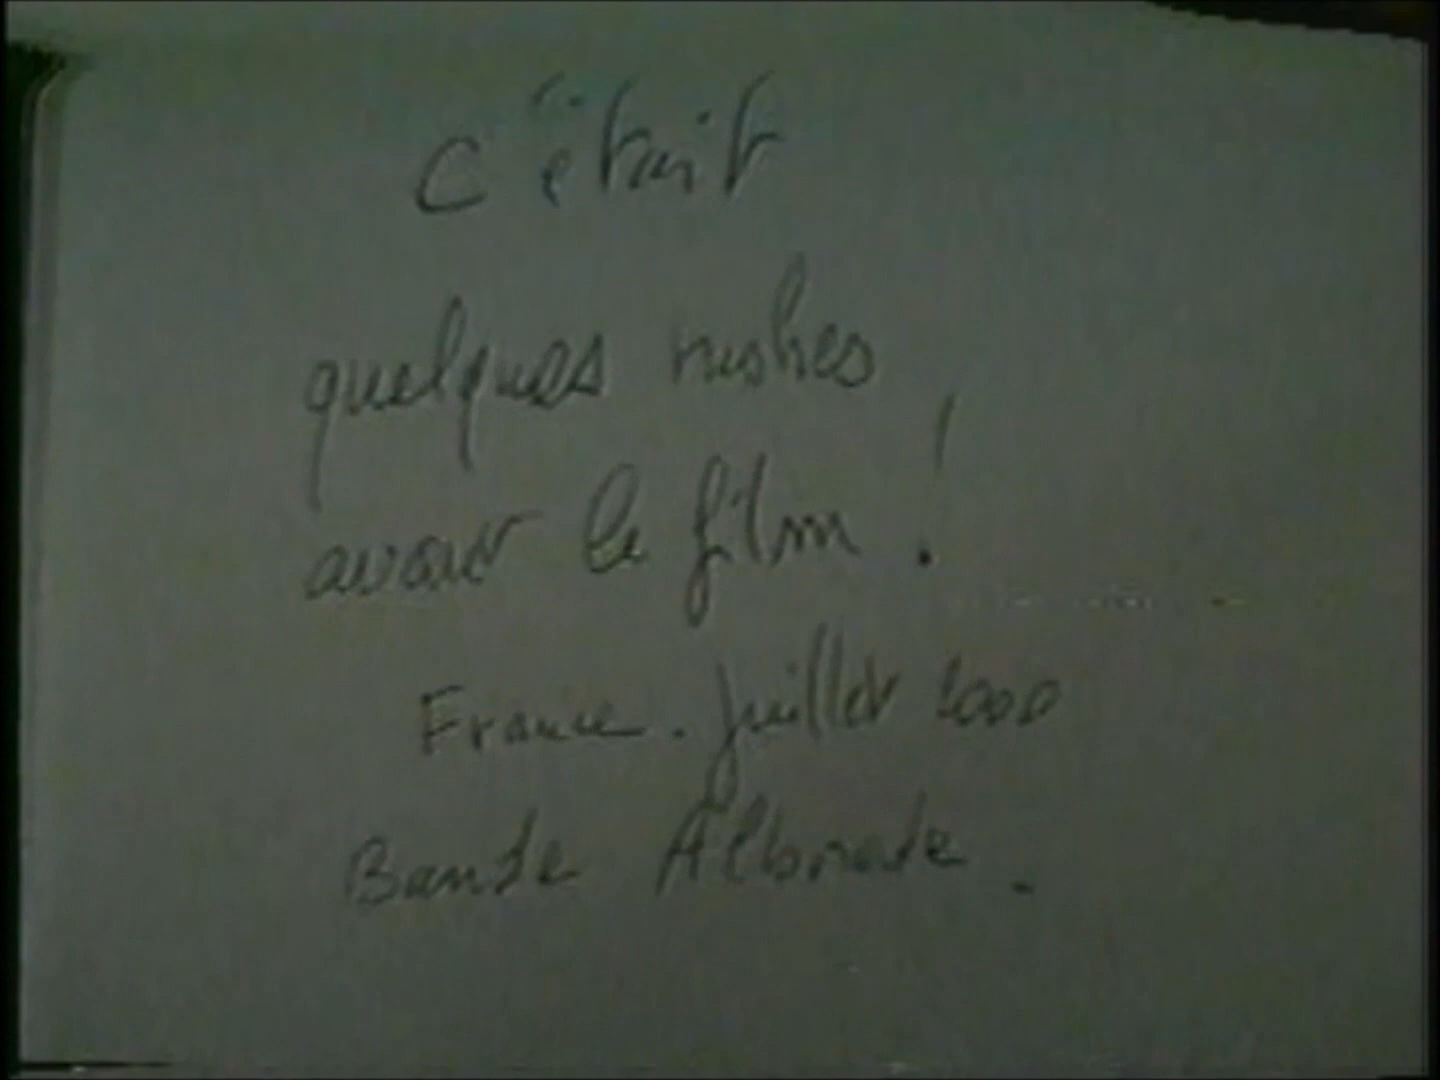 C'était
quelques rushes
avant le film !
France. Juillet 2000
Bande